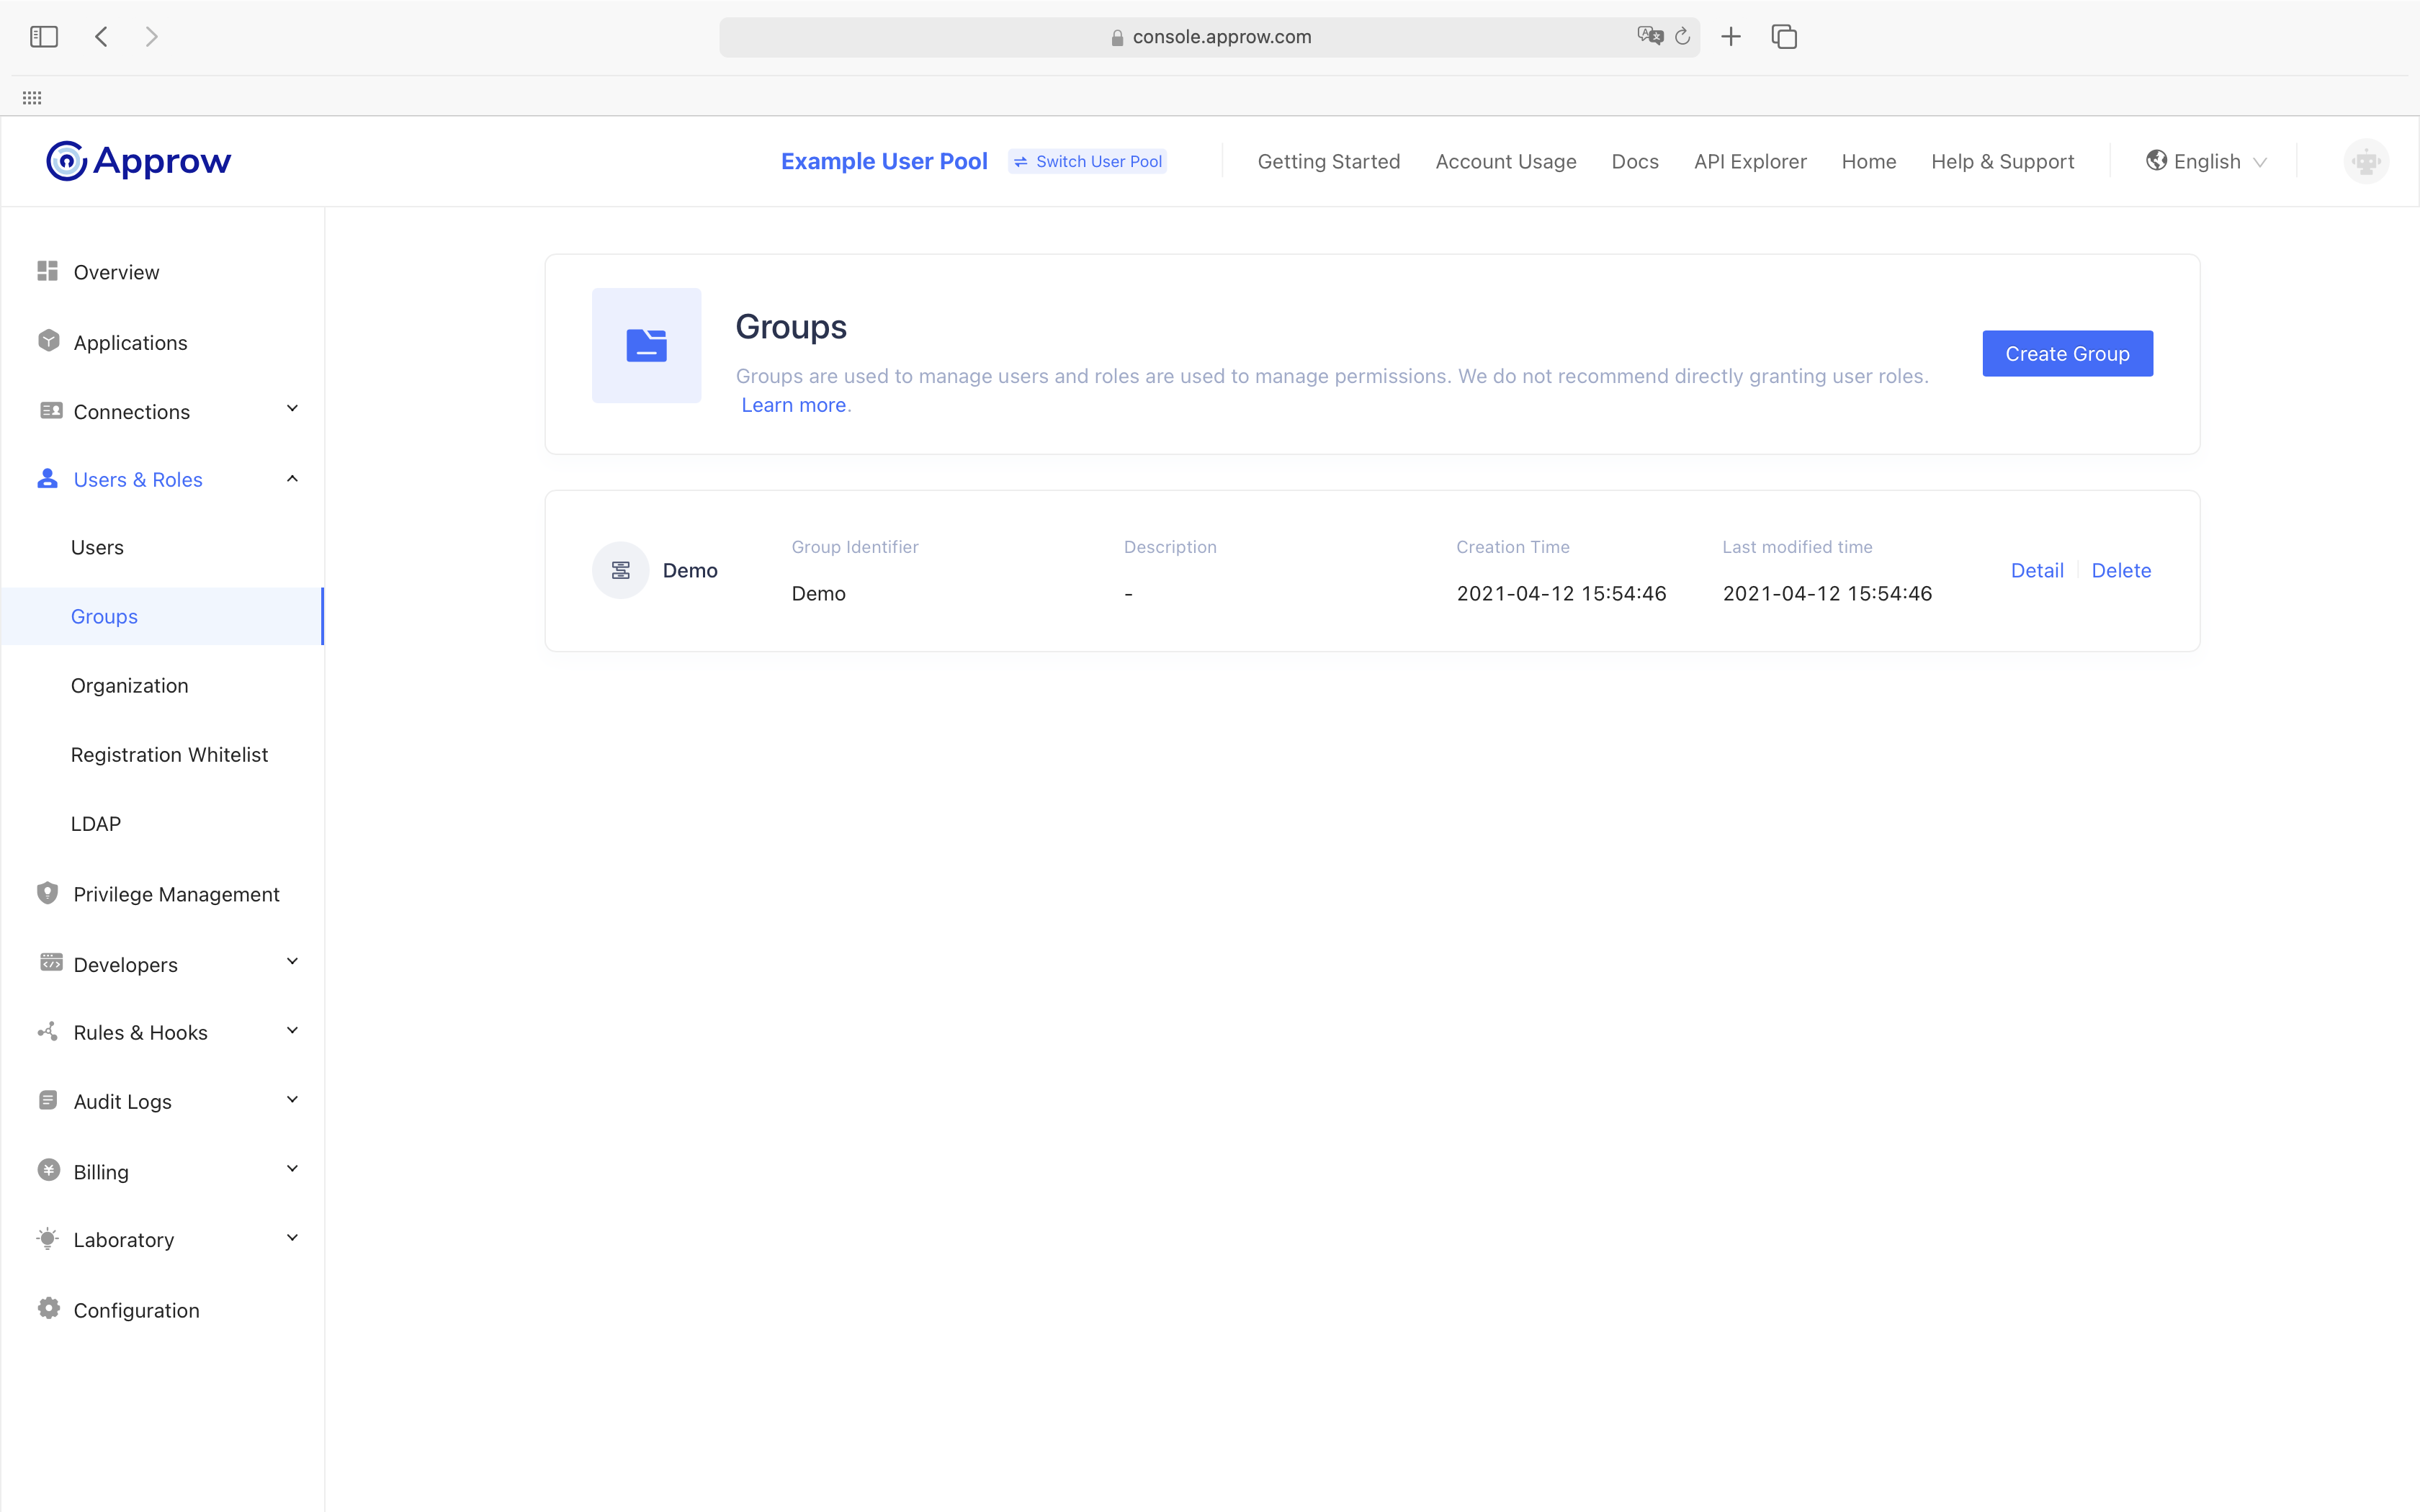 console.approw.com
Approw
Example User Pool
Switch User Pool
Getting Started
Account Usage
Docs
API Explorer
Home
Help & Support
English
Overview
Applications
Connections
Users & Roles
Users
Groups
Organization
Registration Whitelist
LDAP
Privilege Management
Developers
Rules & Hooks
Audit Logs
Billing
Laboratory
Configuration
Groups
Groups are used to manage users and roles are used to manage permissions. We do not recommend directly granting user roles.
Learn more.
Create Group
Demo
Group Identifier
Demo
Description
-
Creation Time
2021-04-12 15:54:46
Last modified time
2021-04-12 15:54:46
Detail
Delete